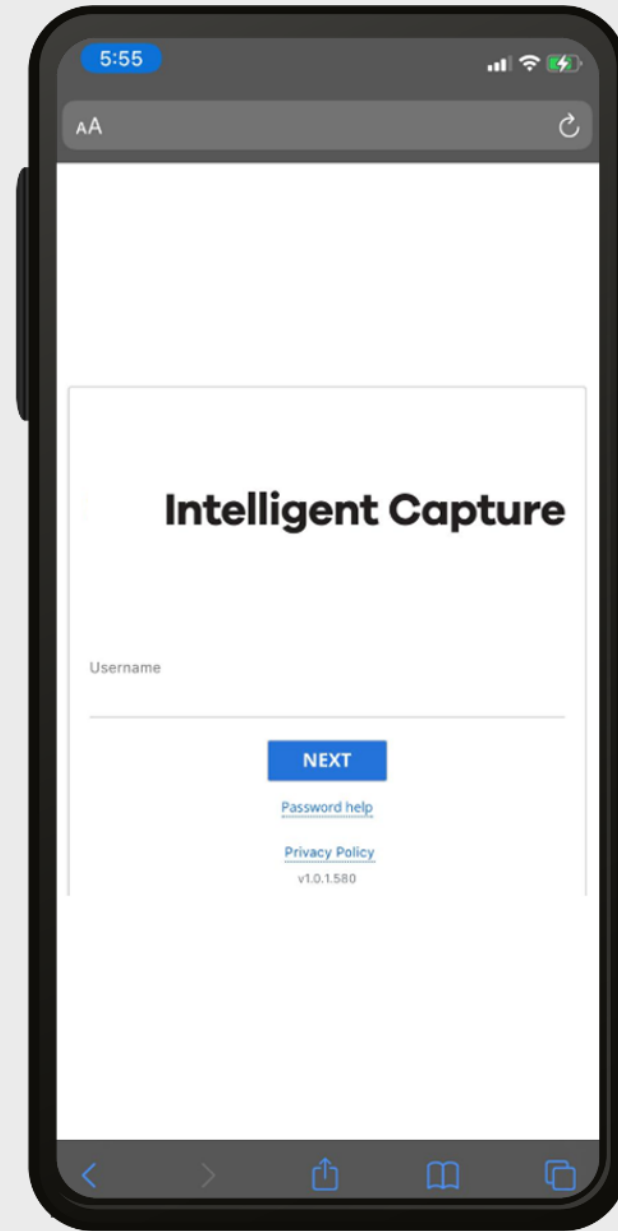 5:55
AA
Intelligent Capture
Username
NEXT
Password help
Privacy Policy
v1.0.1.580